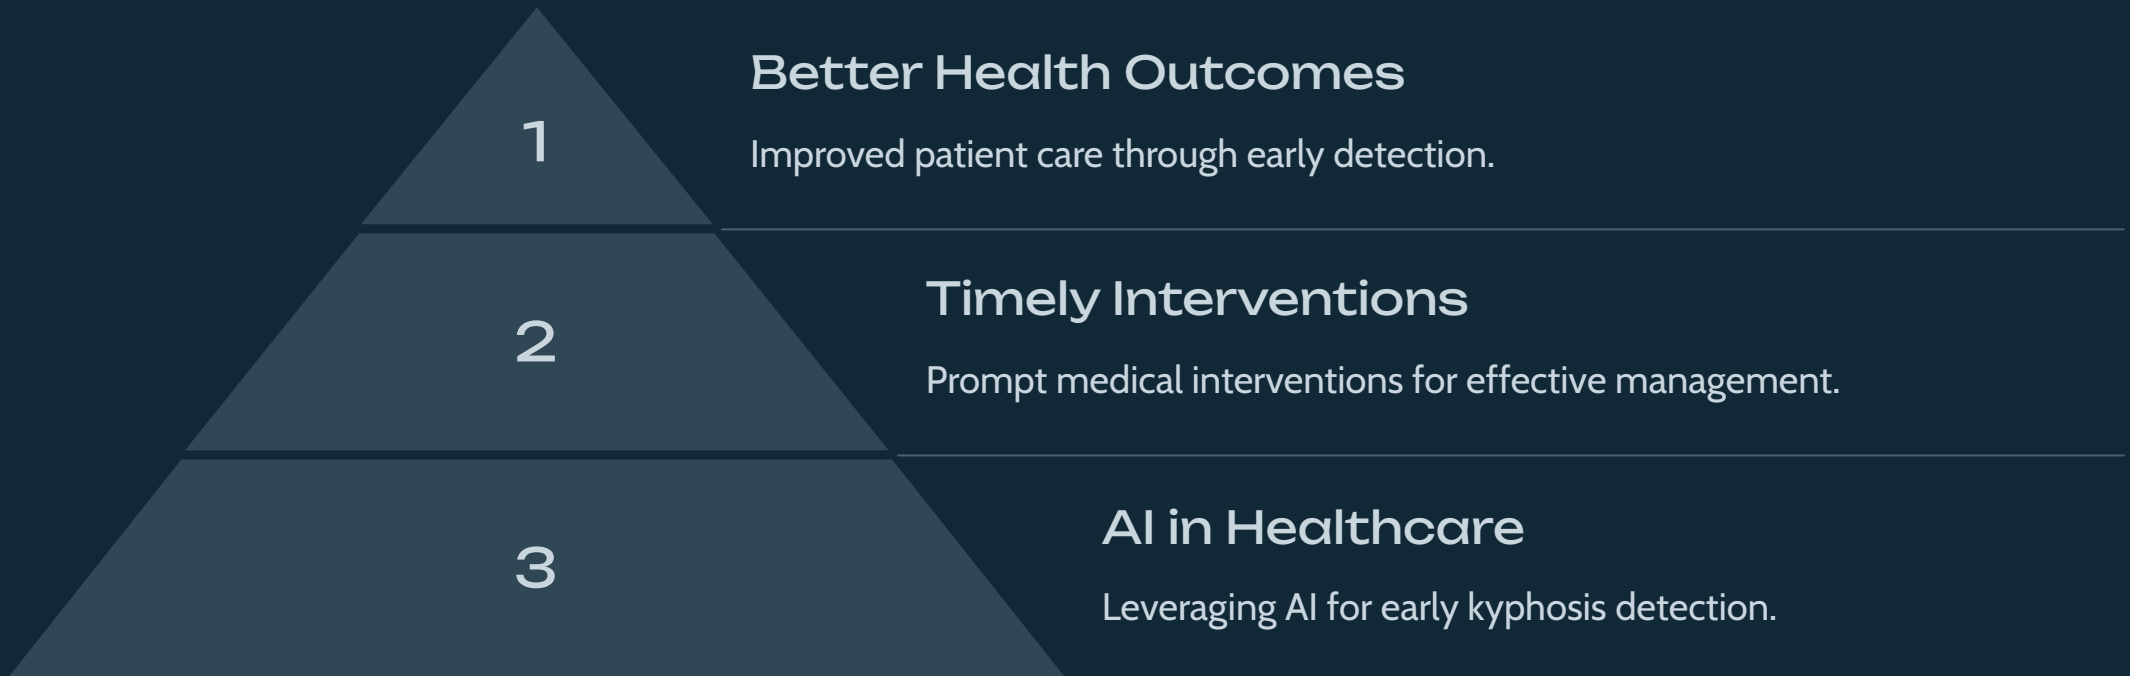 1
Better Health Outcomes
Improved patient care through early detection.
2
Timely Interventions
Prompt medical interventions for effective management.
3
AI in Healthcare
Leveraging AI for early kyphosis detection.